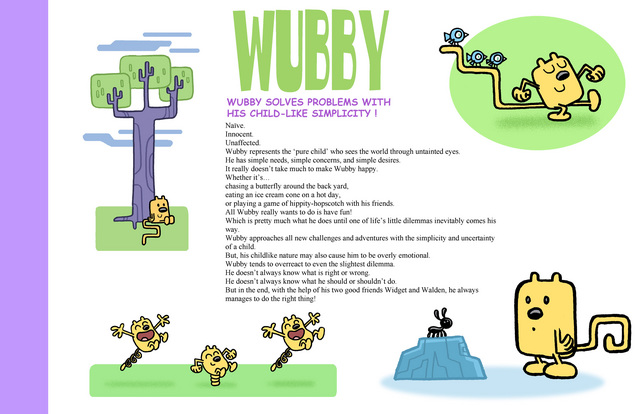 WUBBY
WUBBY SOLVES PROBLEMS WITH
HIS CHILD-LIKE SIMPLICITY !
Naïve.
Innocent.
Unaffected.
Wubby represents the 'pure child' who sees the world through untainted eyes.
He has simple needs, simple concerns, and simple desires.
It really doesn't take much to make Wubby happy.
Whether it's…
chasing a butterfly around the back yard,
eating an ice cream cone on a hot day,
or playing a game of hippity-hopscotch with his friends.
All Wubby really wants to do is have fun!
Which is pretty much what he does until one of life's little dilemmas inevitably comes his
way.
Wubby approaches all new challenges and adventures with the simplicity and uncertainty
of a child.
But, his childlike nature may also cause him to be overly emotional.
Wubby tends to overreact to even the slightest dilemma.
He doesn't always know what is right or wrong.
He doesn't always know what he should or shouldn't do.
But in the end, with the help of his two good friends Widget and Walden, he always
manages to do the right thing!